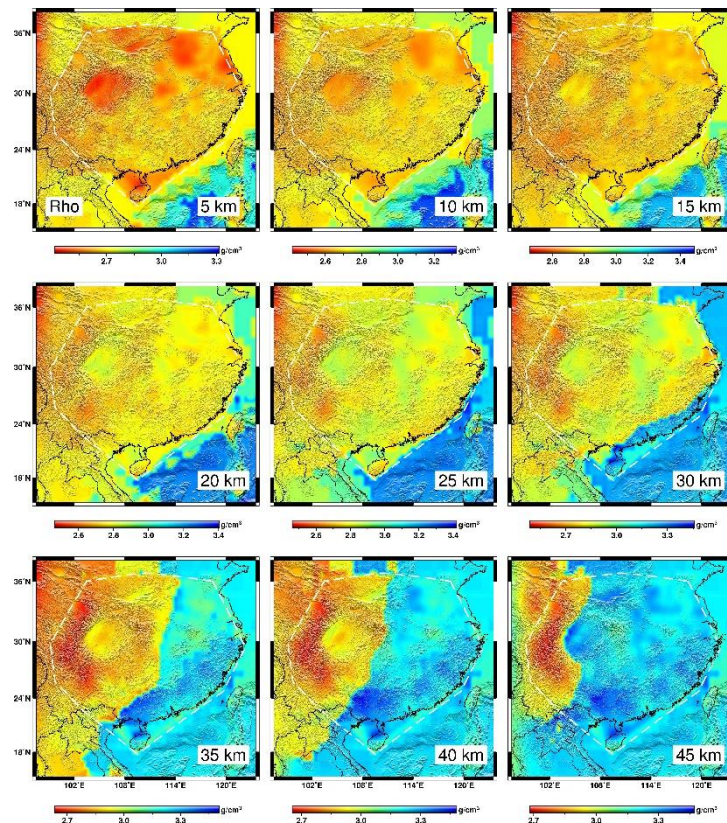 36°N
30°N
24°N
18°N
Rho
5 km
10 km
15 km
g/cm³
2.7 3.0 3.3
g/cm³
2.6 2.8 3.0 3.2
g/cm³
2.6 2.8 3.0 3.2 3.4
36°N
30°N
24°N
18°N
20 km
25 km
30 km
g/cm³
2.6 2.8 3.0 3.2
g/cm³
2.6 2.8 3.0 3.2 3.4
g/cm³
2.7 3.0 3.3
36°N
30°N
24°N
18°N
35 km
40 km
45 km
102°E 108°E 114°E 120°E
102°E 108°E 114°E 120°E
102°E 108°E 114°E 120°E
g/cm³
2.7 3.0 3.3
g/cm³
2.7 3.0 3.3
g/cm³
2.7 3.0 3.3